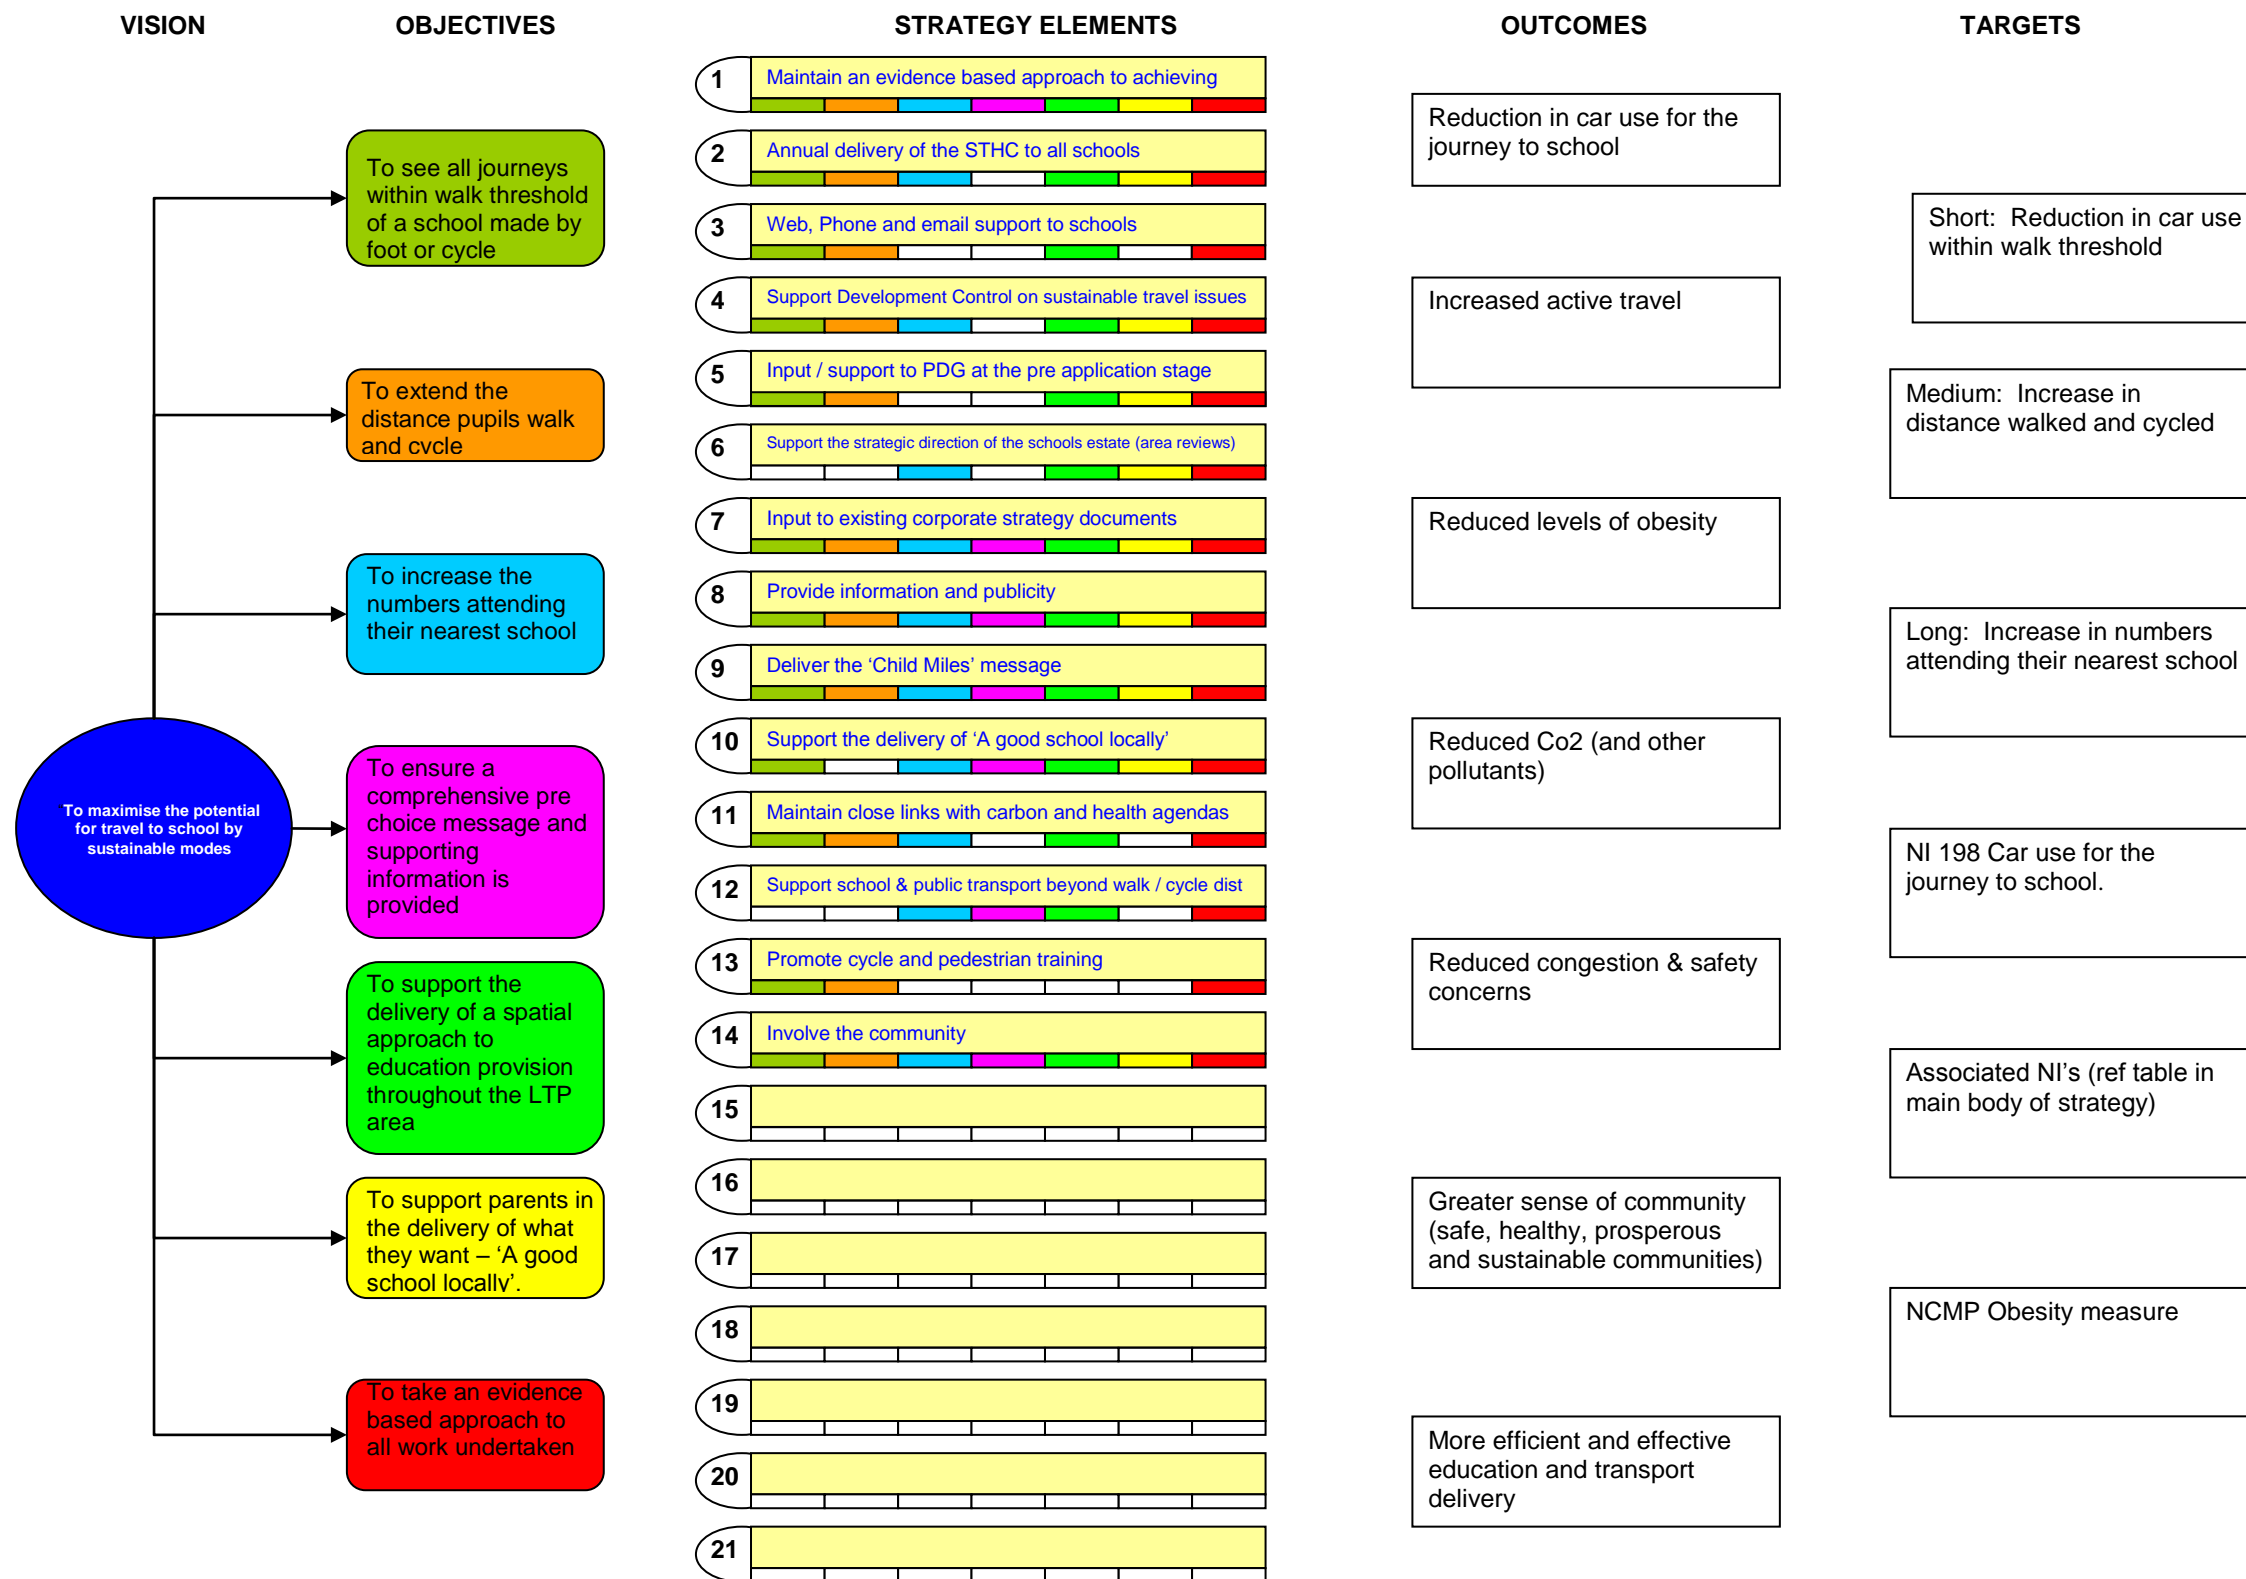 VISION
OBJECTIVES
STRATEGY ELEMENTS
OUTCOMES
TARGETS
To maximise the potential
for travel to school by
sustainable modes
To see all journeys
within walk threshold
of a school made by
foot or cycle
To extend the
distance pupils walk
and cycle
To increase the
numbers attending
their nearest school
To ensure a
comprehensive pre
choice message and
supporting
information is
provided
To support the
delivery of a spatial
approach to
education provision
throughout the LTP
area
To support parents in
the delivery of what
they want – ‘A good
school locally’.
To take an evidence
based approach to
all work undertaken
1 Maintain an evidence based approach to achieving
2 Annual delivery of the STHC to all schools
3 Web, Phone and email support to schools
4 Support Development Control on sustainable travel issues
5 Input / support to PDG at the pre application stage
6 Support the strategic direction of the schools estate (area reviews)
7 Input to existing corporate strategy documents
8 Provide information and publicity
9 Deliver the ‘Child Miles’ message
10 Support the delivery of ‘A good school locally’
11 Maintain close links with carbon and health agendas
12 Support school & public transport beyond walk / cycle dist
13 Promote cycle and pedestrian training
14 Involve the community
15
16
17
18
19
20
21
Reduction in car use for the
journey to school
Increased active travel
Reduced levels of obesity
Reduced Co2 (and other
pollutants)
Reduced congestion & safety
concerns
Greater sense of community
(safe, healthy, prosperous
and sustainable communities)
More efficient and effective
education and transport
delivery
Short: Reduction in car use
within walk threshold
Medium: Increase in
distance walked and cycled
Long: Increase in numbers
attending their nearest school
NI 198 Car use for the
journey to school.
Associated NI’s (ref table in
main body of strategy)
NCMP Obesity measure